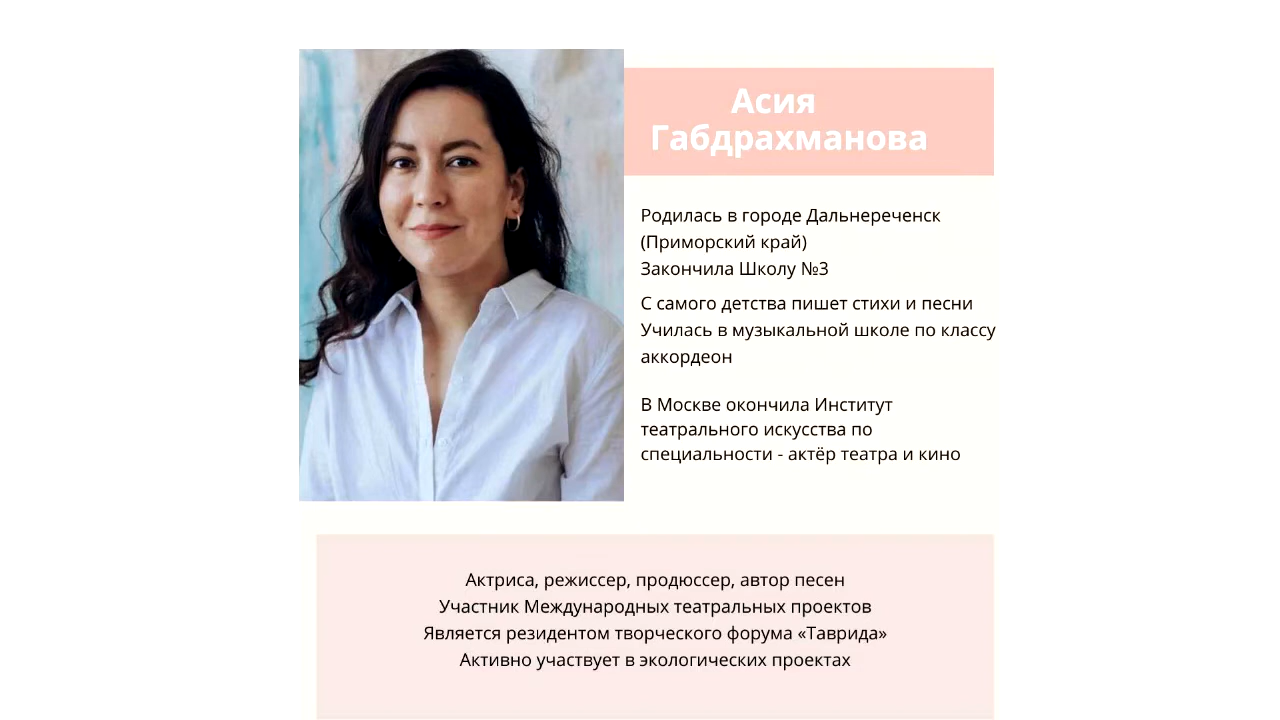 Асия
Габдрахманова
Родилась в городе Дальнереченск
(Приморский край)
Закончила Школу №3
С самого детства пишет стихи и песни
Училась в музыкальной школе по классу
аккордеон
В Москве окончила Институт
театрального искусства по
специальности - актёр театра и кино
Актриса, режиссер, продюссер, автор песен
Участник Международных театральных проектов
Является резидентом творческого форума «Таврида»
Активно участвует в экологических проектах